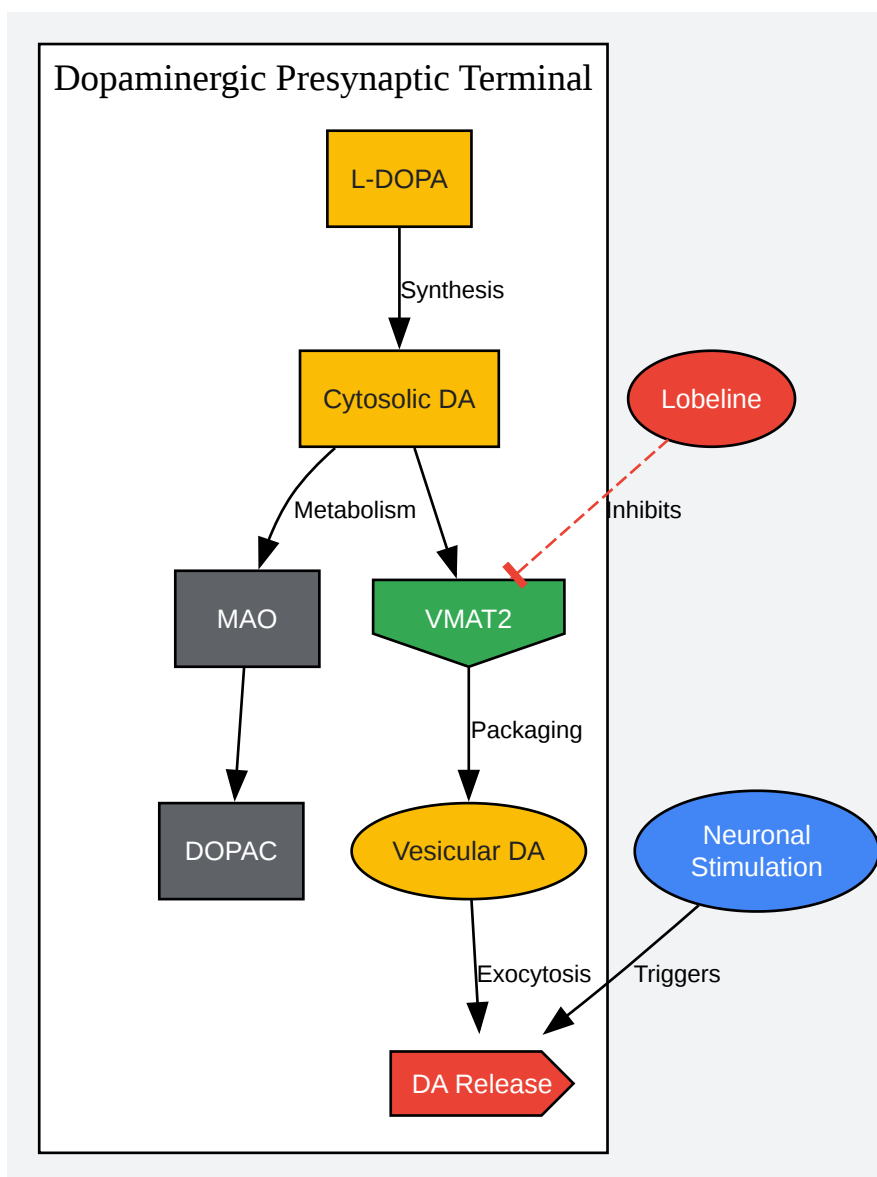 Dopaminergic Presynaptic Terminal
L-DOPA
Synthesis
Cytosolic DA
Lobeline
Metabolism
Inhibits
MAO
VMAT2
Packaging
DOPAC
Vesicular DA
Neuronal
Stimulation
Exocytosis
Triggers
DA Release